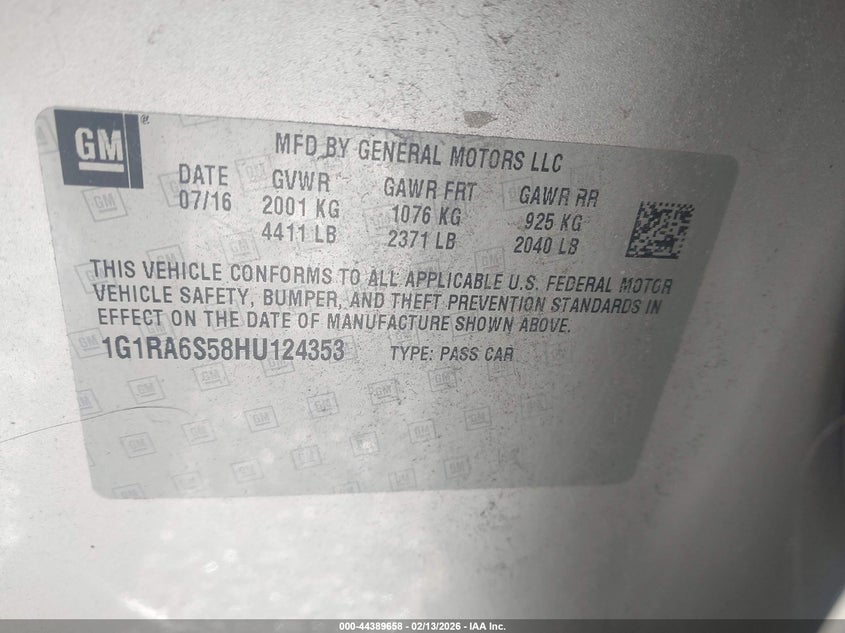 GM®
MFD BY GENERAL MOTORS LLC
DATE GVWR GAWR FRT GAWR RR
07/16 2001 KG 1076 KG 925 KG
4411 LB 2371 LB 2040 LB
THIS VEHICLE CONFORMS TO ALL APPLICABLE U.S. FEDERAL MOTOR
VEHICLE SAFETY, BUMPER, AND THEFT PREVENTION STANDARDS IN
EFFECT ON THE DATE OF MANUFACTURE SHOWN ABOVE.
1G1RA6S58HU124353 TYPE: PASS CAR
000-44389658 - 02/13/2026 - IAA Inc.